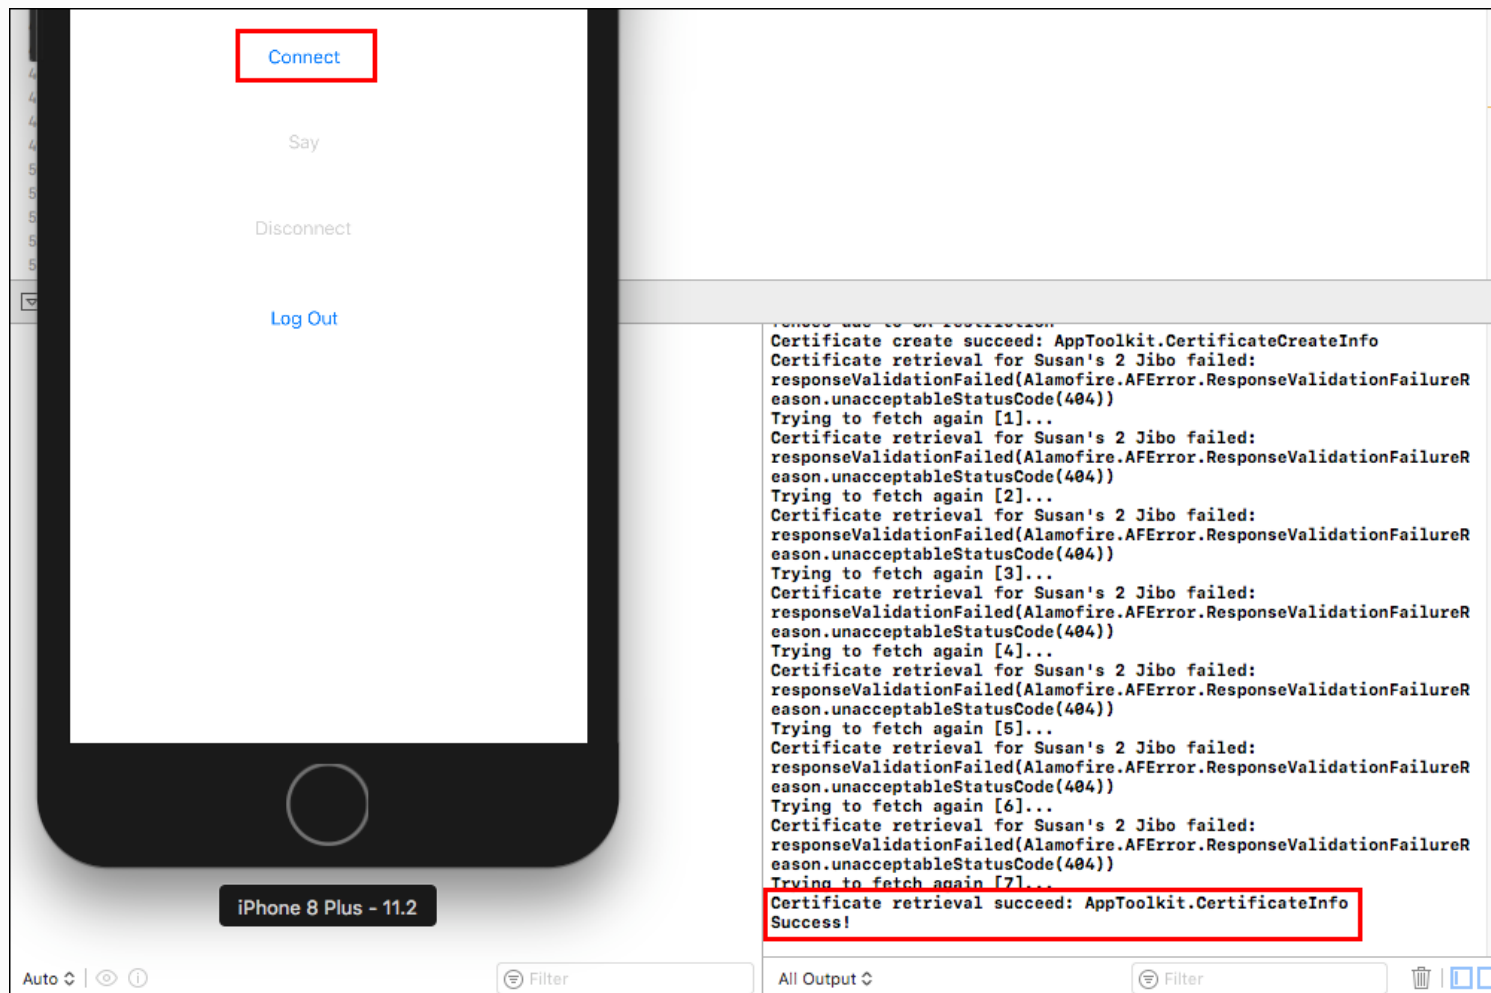 Connect
Say
Disconnect
Log Out
iPhone 8 Plus - 11.2
Auto
Filter
Certificate create succeed: AppToolkit.CertificateCreateInfo
Certificate retrieval for Susan's 2 Jibo failed:
responseValidationFailed(Alamofire.AFError.ResponseValidationFailureR
eason.unacceptableStatusCode(404))
Trying to fetch again [1]...
Certificate retrieval for Susan's 2 Jibo failed:
responseValidationFailed(Alamofire.AFError.ResponseValidationFailureR
eason.unacceptableStatusCode(404))
Trying to fetch again [2]...
Certificate retrieval for Susan's 2 Jibo failed:
responseValidationFailed(Alamofire.AFError.ResponseValidationFailureR
eason.unacceptableStatusCode(404))
Trying to fetch again [3]...
Certificate retrieval for Susan's 2 Jibo failed:
responseValidationFailed(Alamofire.AFError.ResponseValidationFailureR
eason.unacceptableStatusCode(404))
Trying to fetch again [4]...
Certificate retrieval for Susan's 2 Jibo failed:
responseValidationFailed(Alamofire.AFError.ResponseValidationFailureR
eason.unacceptableStatusCode(404))
Trying to fetch again [5]...
Certificate retrieval for Susan's 2 Jibo failed:
responseValidationFailed(Alamofire.AFError.ResponseValidationFailureR
eason.unacceptableStatusCode(404))
Trying to fetch again [6]...
Certificate retrieval for Susan's 2 Jibo failed:
responseValidationFailed(Alamofire.AFError.ResponseValidationFailureR
eason.unacceptableStatusCode(404))
Trying to fetch again [7]...
Certificate retrieval succeed: AppToolkit.CertificateInfo
Success!
All Output
Filter